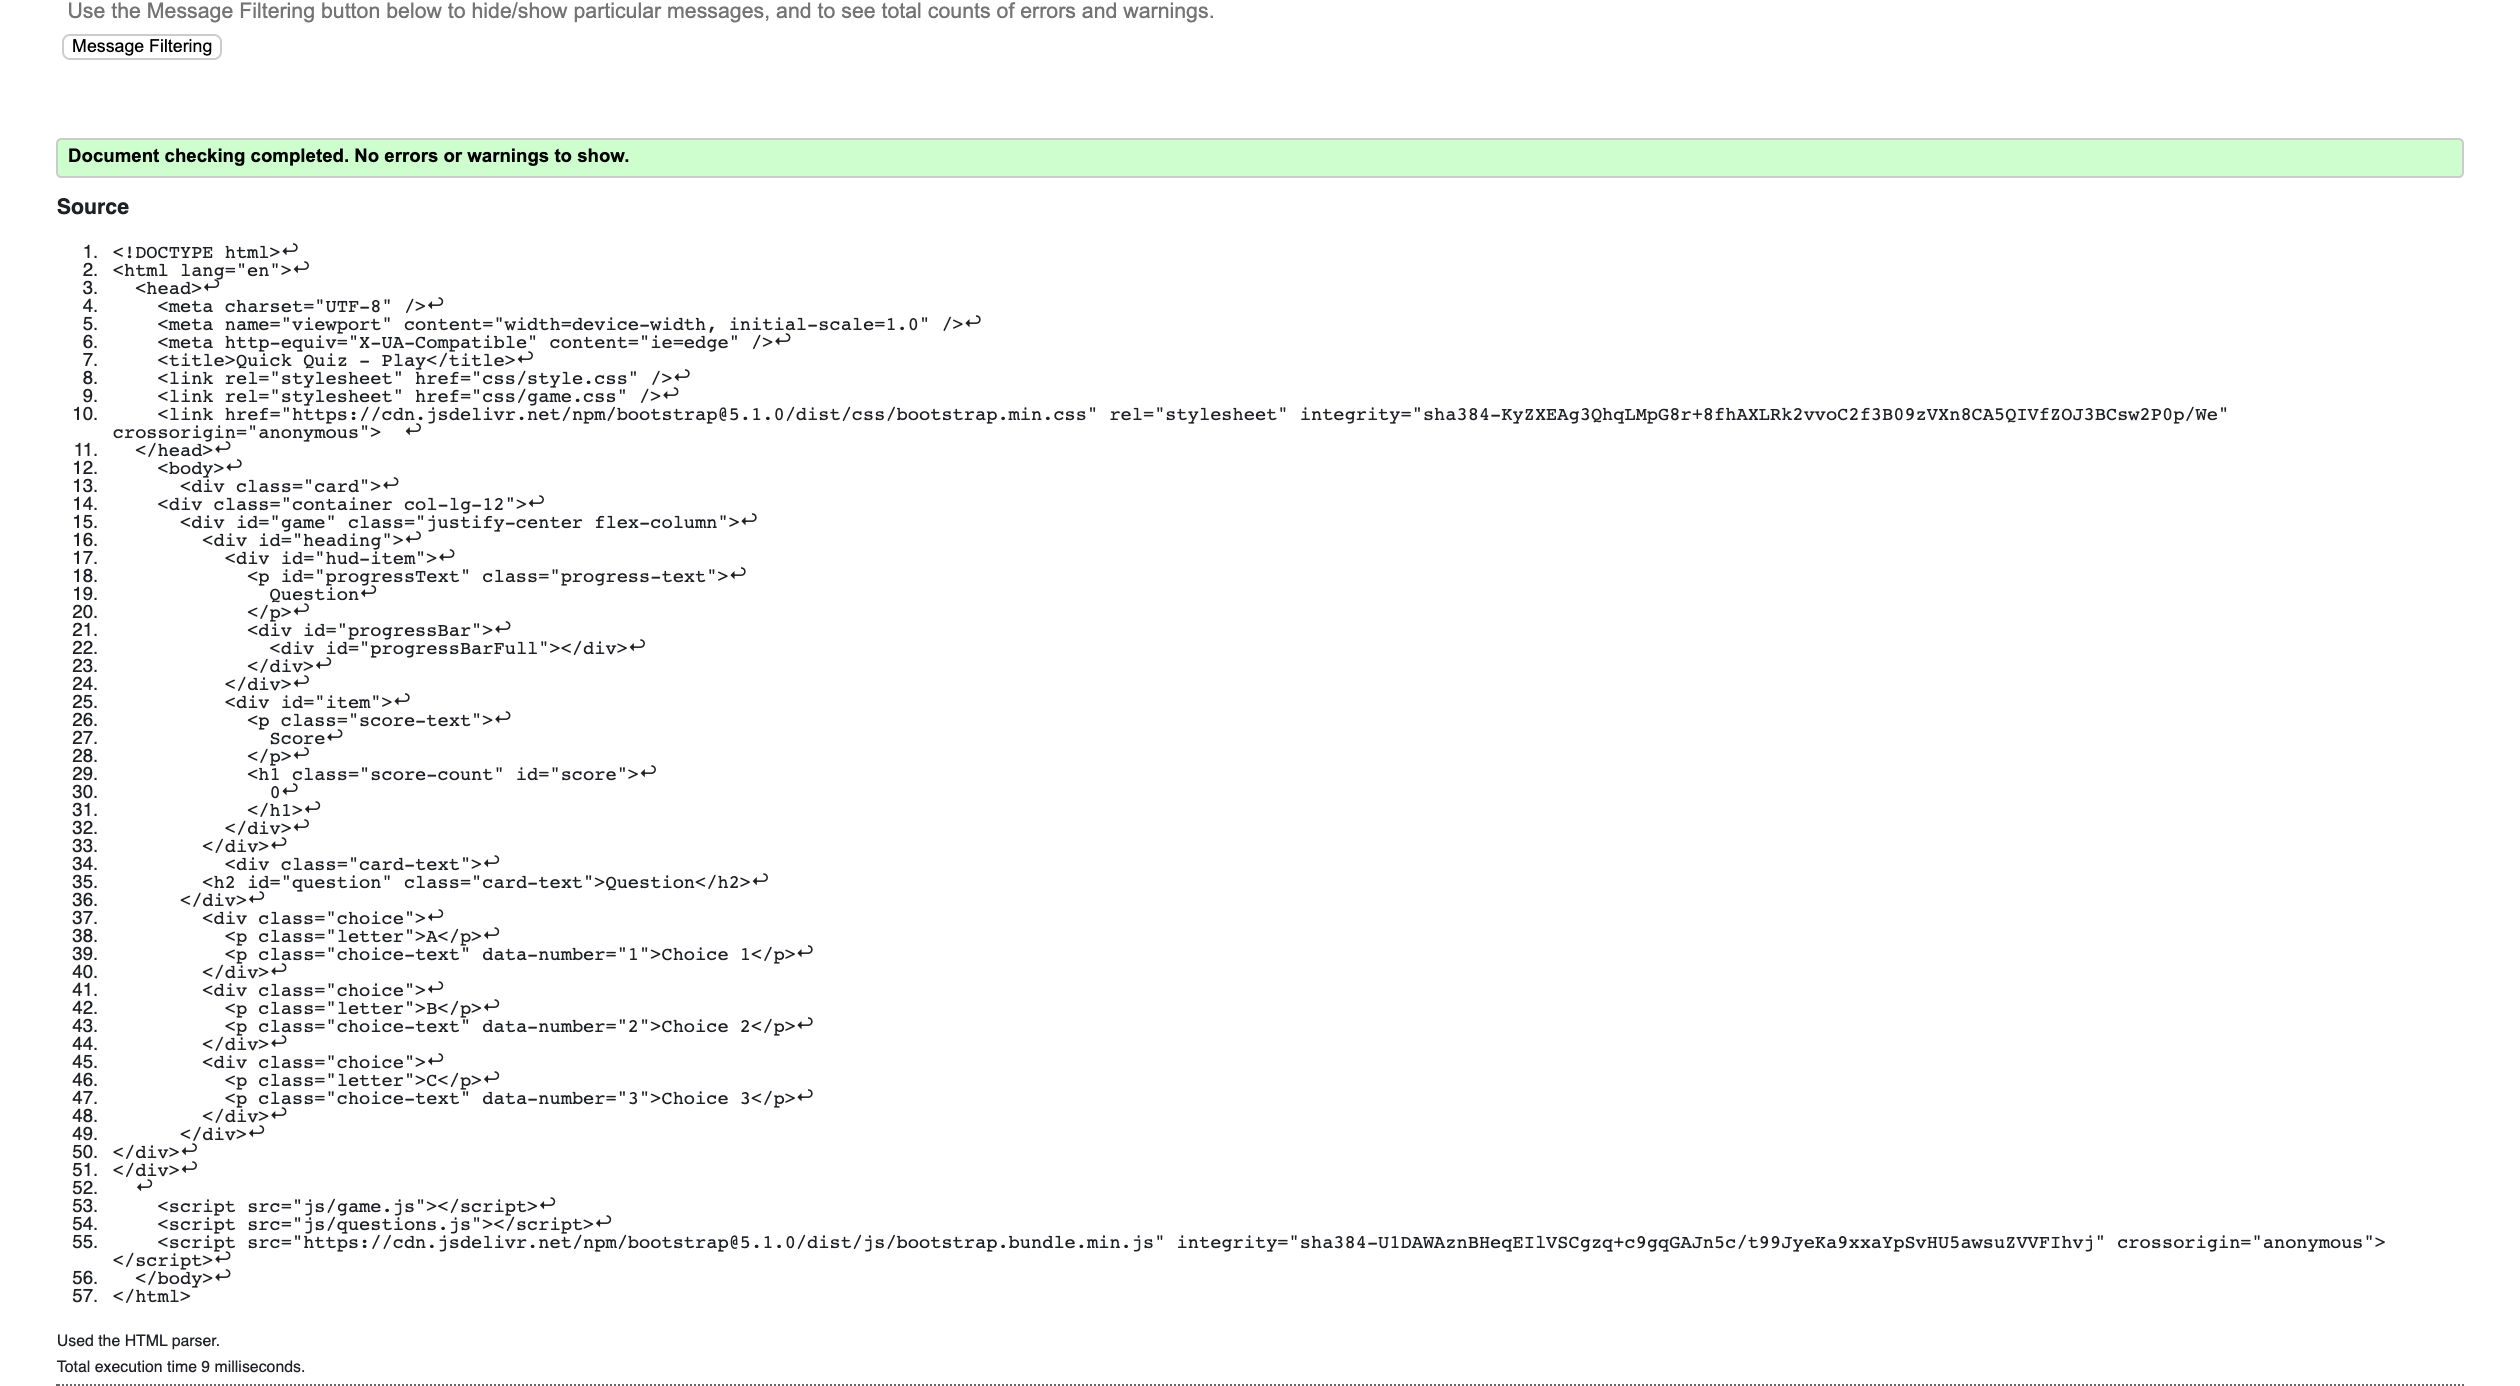 Use the Message Filtering button below to hide/show particular messages, and to see total counts of errors and warnings.
Message Filtering
Document checking completed. No errors or warnings to show.
Source
1. <!DOCTYPE html>↩
2. <html lang="en">↩
3.   <head>↩
4.     <meta charset="UTF-8" />↩
5.     <meta name="viewport" content="width=device-width, initial-scale=1.0" />↩
6.     <meta http-equiv="X-UA-Compatible" content="ie=edge" />↩
7.     <title>Quick Quiz - Play</title>↩
8.     <link rel="stylesheet" href="css/style.css" />↩
9.     <link rel="stylesheet" href="css/game.css" />↩
10.     <link href="https://cdn.jsdelivr.net/npm/bootstrap@5.1.0/dist/css/bootstrap.min.css" rel="stylesheet" integrity="sha384-KyZXEAg3QhqLMpG8r+8fhAXLRk2vvoC2f3B09zVXn8CA5QIVfZOJ3BCsw2P0p/We"
crossorigin="anonymous">  ↩
11.   </head>↩
12.     <body>↩
13.       <div class="card">↩
14.     <div class="container col-lg-12">↩
15.       <div id="game" class="justify-center flex-column">↩
16.         <div id="heading">↩
17.           <div id="hud-item">↩
18.             <p id="progressText" class="progress-text">↩
19.               Question↩
20.             </p>↩
21.             <div id="progressBar">↩
22.               <div id="progressBarFull"></div>↩
23.             </div>↩
24.           </div>↩
25.           <div id="item">↩
26.             <p class="score-text">↩
27.               Score↩
28.             </p>↩
29.             <h1 class="score-count" id="score">↩
30.               0↩
31.             </h1>↩
32.           </div>↩
33.         </div>↩
34.           <div class="card-text">↩
35.         <h2 id="question" class="card-text">Question</h2>↩
36.       </div>↩
37.         <div class="choice">↩
38.           <p class="letter">A</p>↩
39.           <p class="choice-text" data-number="1">Choice 1</p>↩
40.         </div>↩
41.         <div class="choice">↩
42.           <p class="letter">B</p>↩
43.           <p class="choice-text" data-number="2">Choice 2</p>↩
44.         </div>↩
45.         <div class="choice">↩
46.           <p class="letter">C</p>↩
47.           <p class="choice-text" data-number="3">Choice 3</p>↩
48.         </div>↩
49.       </div>↩
50. </div>↩
51. </div>↩
52.   ↩
53.     <script src="js/game.js"></script>↩
54.     <script src="js/questions.js"></script>↩
55.     <script src="https://cdn.jsdelivr.net/npm/bootstrap@5.1.0/dist/js/bootstrap.bundle.min.js" integrity="sha384-U1DAWAznBHeqEIlVSCgzq+c9gqGAJn5c/t99JyeKa9xxaYpSvHU5awsuZVVFIhvj" crossorigin="anonymous">
</script>↩
56.   </body>↩
57. </html>
Used the HTML parser.
Total execution time 9 milliseconds.